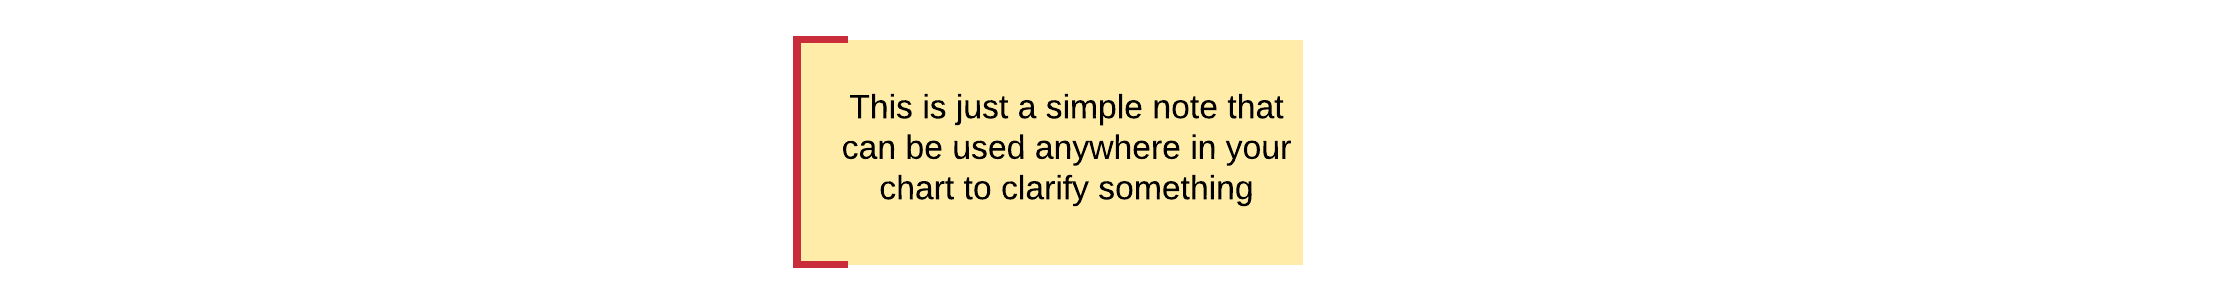 This is just a simple note that
can be used anywhere in your
chart to clarify something